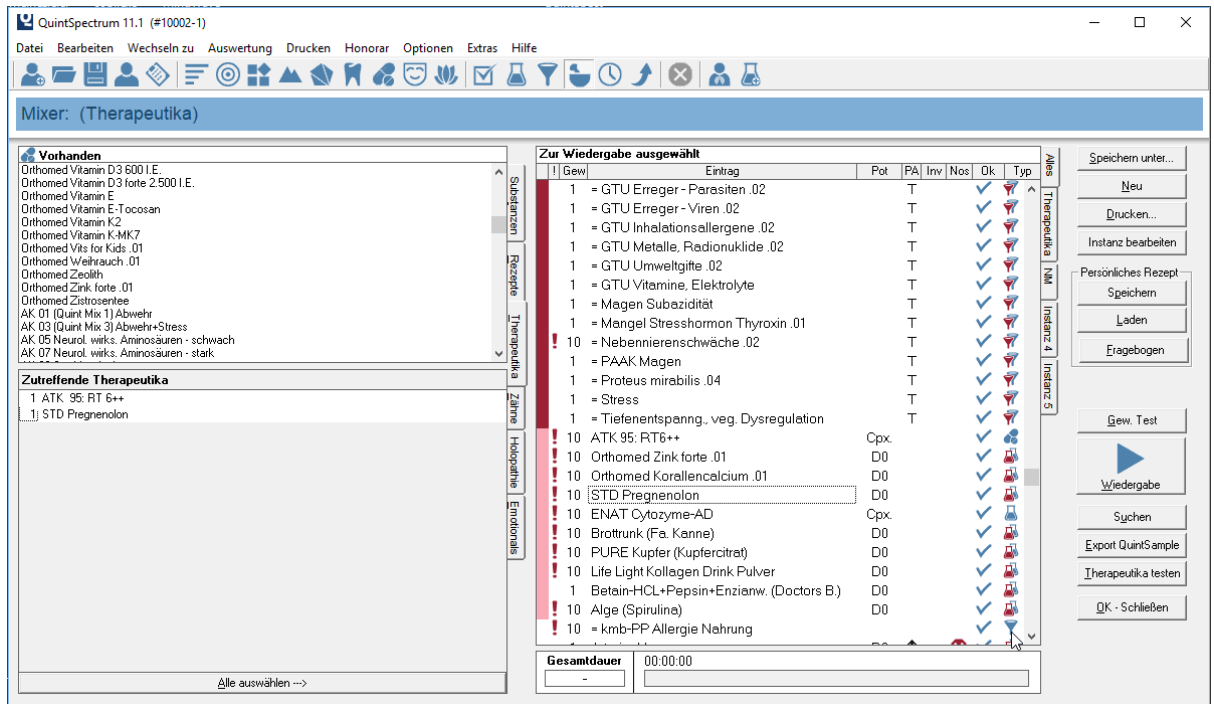 QuintSpectrum 11.1 (#10002-1)
Datei Bearbeiten Wechseln zu Auswertung Drucken Honorar Optionen Extras Hilfe
Mixer: (Therapeutika)
Vorhanden
Orthomed Vitamin D3 600 I.E.
Orthomed Vitamin D3 forte 2.500 I.E.
Orthomed Vitamin E
Orthomed Vitamin E-Tocosan
Orthomed Vitamin K2
Orthomed Vitamin K-MK7
Orthomed Vits for Kids .01
Orthomed Weihrauch .01
Orthomed Zeolith
Orthomed Zink forte .01
Orthomed Zistrosentee
AK 01 (Quint Mix 1) Abwehr
AK 03 (Quint Mix 3) Abwehr+Stress
AK 05 Neurol. wirks. Aminosäuren - schwach
AK 07 Neurol. wirks. Aminosäuren - stark
Zutreffende Therapeutika
1 ATK 95: RT 6++
1 STD Pregnenolon
Alle auswählen --->
Substanzen
Rezepte
Therapeutika
Zähne
Holopathie
Emotionals
Zur Wiedergabe ausgewählt
! Gew Eintrag Pot PA Inv Nos Ok Typ
1 = GTU Erreger - Parasiten .02 T
1 = GTU Erreger - Viren .02 T
1 = GTU Inhalationsallergene .02 T
1 = GTU Metalle, Radionuklide .02 T
1 = GTU Umweltgifte .02 T
1 = GTU Vitamine, Elektrolyte T
1 = Magen Subazidität T
1 = Mangel Stresshormon Thyroxin .01 T
! 10 = Nebennierenschwäche .02 T
1 = PAAK Magen T
1 = Proteus mirabilis .04 T
1 = Stress T
1 = Tiefenentspanng., veg. Dysregulation T
! 10 ATK 95: RT6++ Cpx.
! 10 Orthomed Zink forte .01 D0
! 10 Orthomed Korallencalcium .01 D0
! 10 STD Pregnenolon D0
! 10 ENAT Cytozyme-AD Cpx.
! 10 Brottrunk (Fa. Kanne) D0
! 10 PURE Kupfer (Kupfercitrat) D0
! 10 Life Light Kollagen Drink Pulver D0
1 Betain-HCL+Pepsin+Enzianw. (Doctors B.) D0
! 10 Alge (Spirulina) D0
! 10 = kmb-PP Allergie Nahrung
Gesamtdauer 00:00:00
-
Alles
Therapeutika
NM
Instanz 4
Instanz 5
Speichern unter...
Neu
Drucken...
Instanz bearbeiten
Persönliches Rezept
Speichern
Laden
Fragebogen
Gew. Test
Wiedergabe
Suchen
Export QuintSample
Therapeutika testen
OK - Schließen